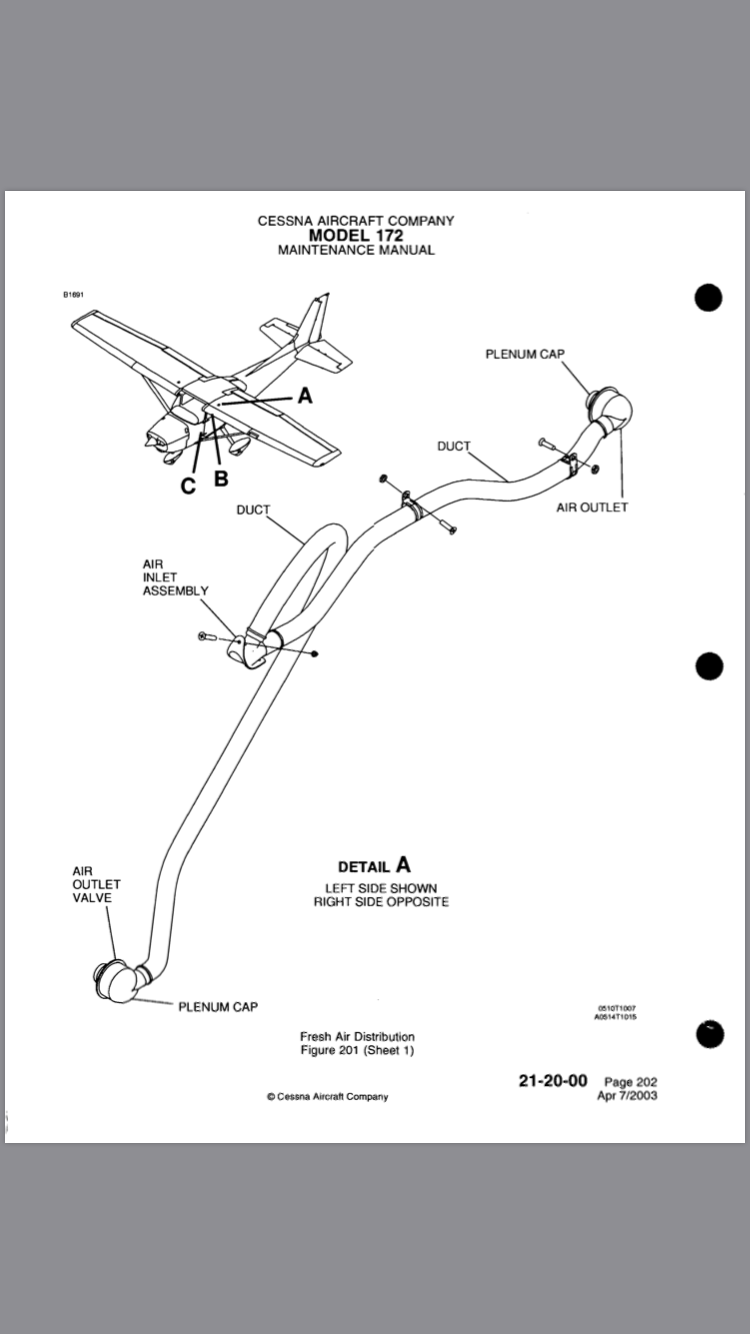 CESSNA AIRCRAFT COMPANY
MODEL 172
MAINTENANCE MANUAL
B1691
A
B
C
PLENUM CAP
DUCT
AIR OUTLET
DUCT
AIR
INLET
ASSEMBLY
AIR
OUTLET
VALVE
PLENUM CAP
DETAIL A
LEFT SIDE SHOWN
RIGHT SIDE OPPOSITE
0510T1007
A0514T1015
Fresh Air Distribution
Figure 201 (Sheet 1)
21-20-00 Page 202
Apr 7/2003
© Cessna Aircraft Company